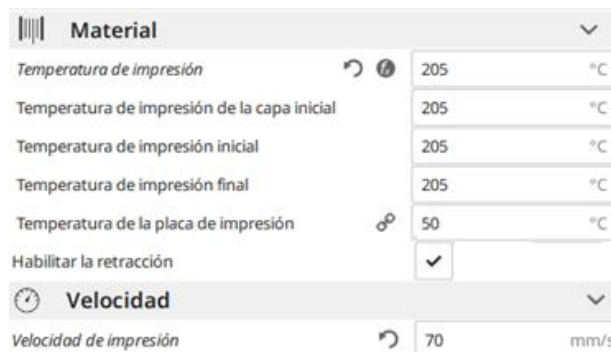 Material
Temperatura de impresión 205 °C
Temperatura de impresión de la capa inicial 205 °C
Temperatura de impresión inicial 205 °C
Temperatura de impresión final 205 °C
Temperatura de la placa de impresión 50 °C
Habilitar la retracción
Velocidad
Velocidad de impresión 70 mm/s